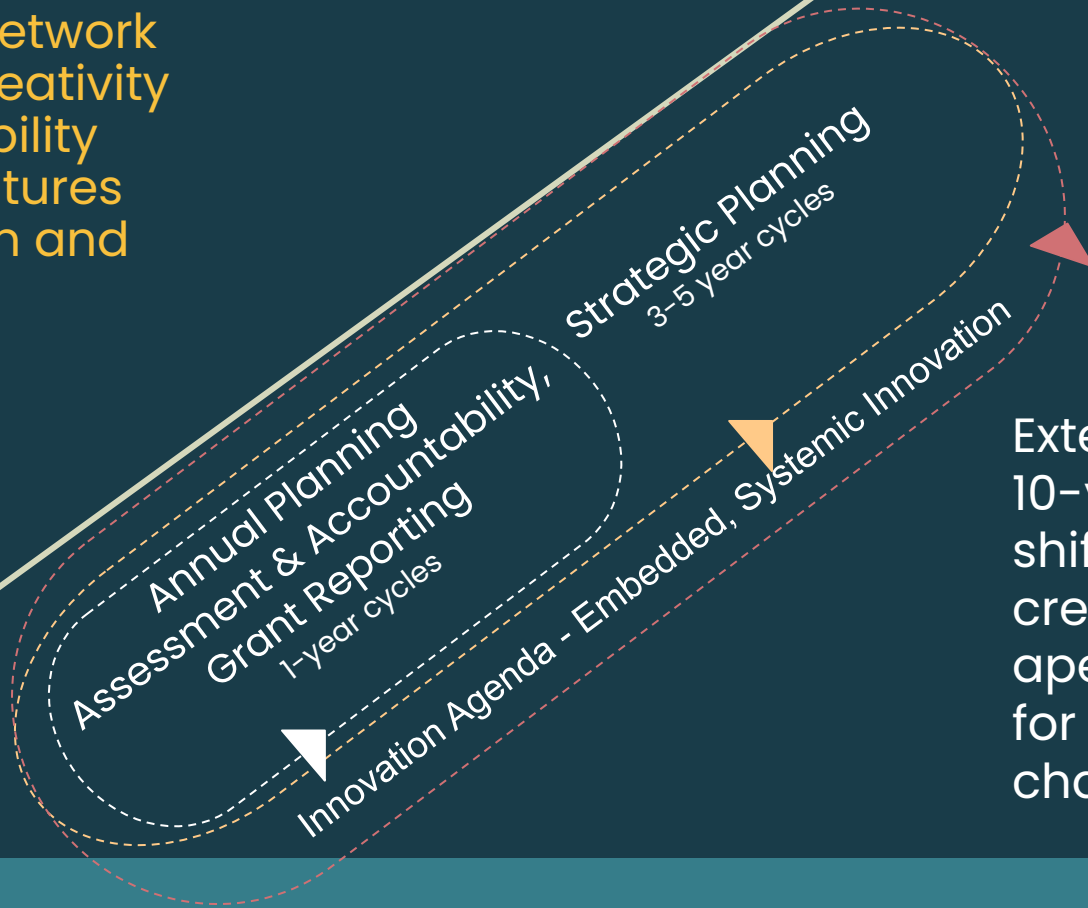 etwork
eativity
bility
tures
n and
Strategic Planning
3-5 year cycles
Annual Planning
Assessment & Accountability,
Grant Reporting
1-year cycles
Innovation Agenda - Embedded, Systemic Innovation
Exte
10-
shif
cre
ape
for
cha